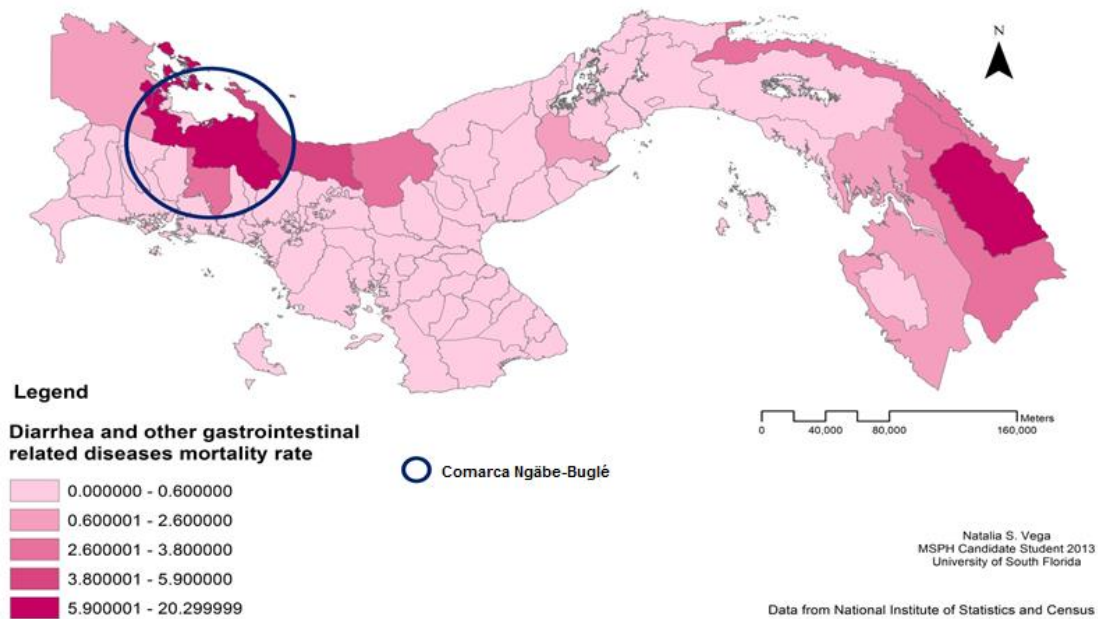 N
Legend
Diarrhea and other gastrointestinal
related diseases mortality rate
0.000000 - 0.600000
0.600001 - 2.600000
2.600001 - 3.800000
3.800001 - 5.900000
5.900001 - 20.299999
Comarca Ngäbe-Buglé
Meters
0 40,000 80,000 160,000
Natalia S. Vega
MSPH Candidate Student 2013
University of South Florida
Data from National Institute of Statistics and Census